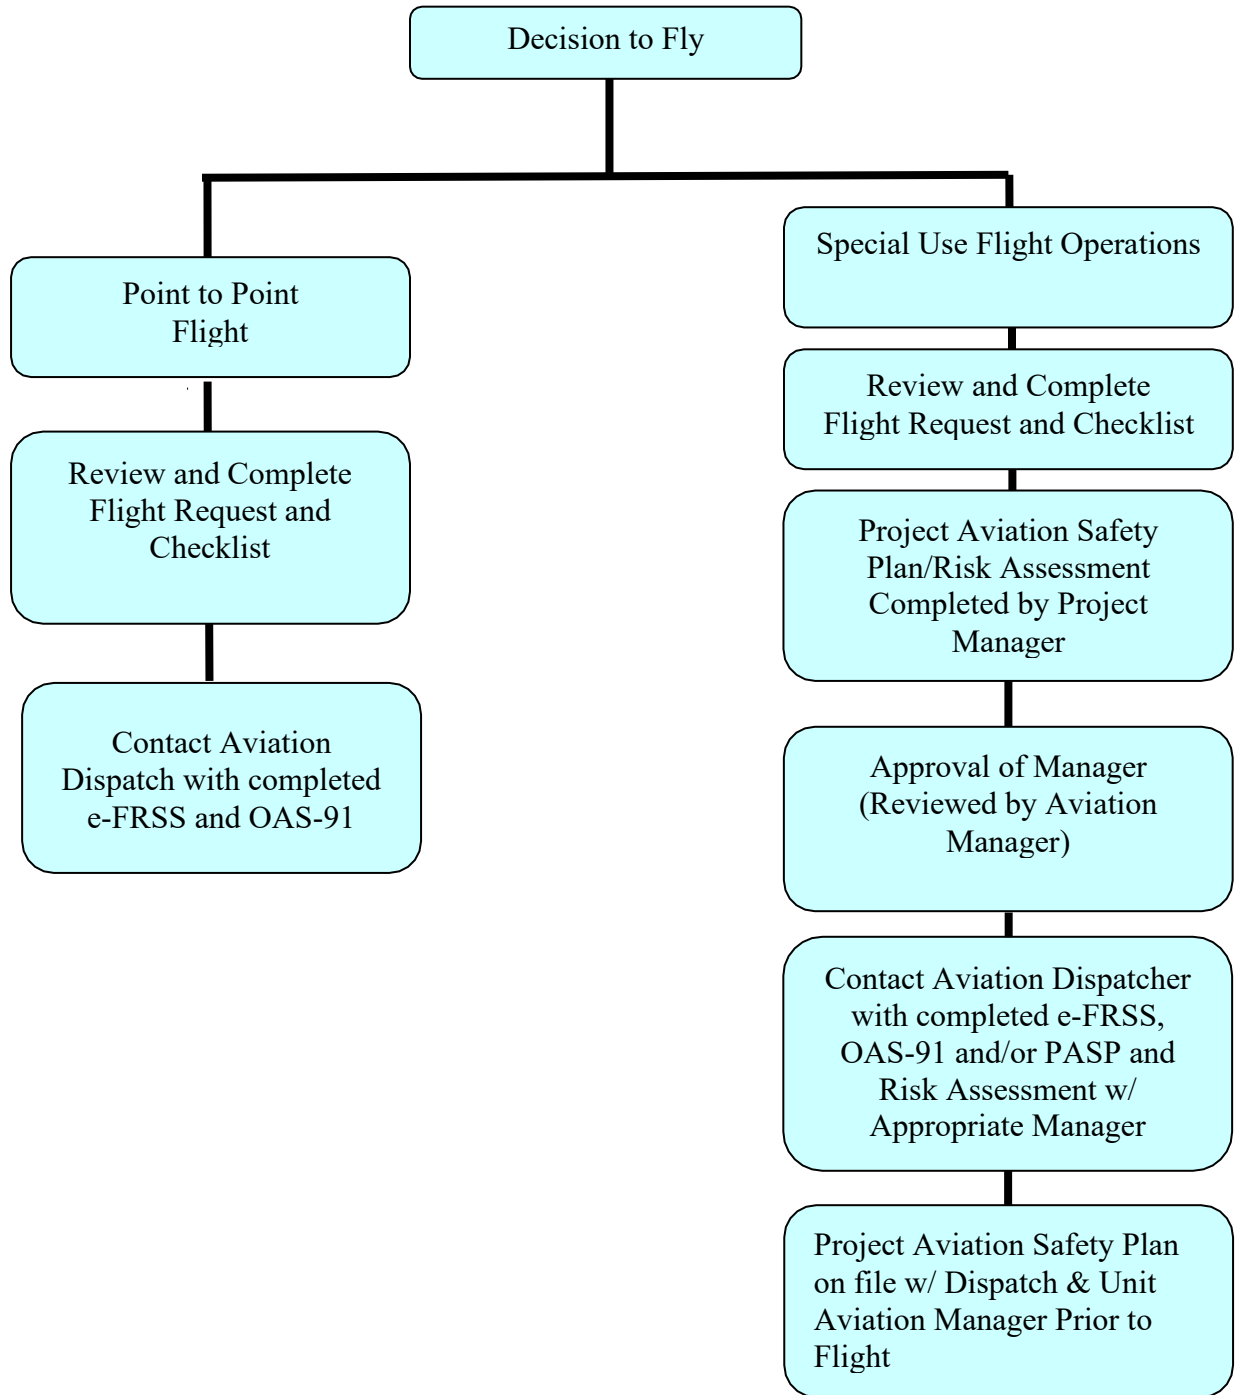 Decision to Fly
Point to Point
Flight
Review and Complete
Flight Request and
Checklist
Contact Aviation
Dispatch with completed
e-FRSS and OAS-91
Special Use Flight Operations
Review and Complete
Flight Request and Checklist
Project Aviation Safety
Plan/Risk Assessment
Completed by Project
Manager
Approval of Manager
(Reviewed by Aviation
Manager)
Contact Aviation Dispatcher
with completed e-FRSS,
OAS-91 and/or PASP and
Risk Assessment w/
Appropriate Manager
Project Aviation Safety Plan
on file w/ Dispatch & Unit
Aviation Manager Prior to
Flight